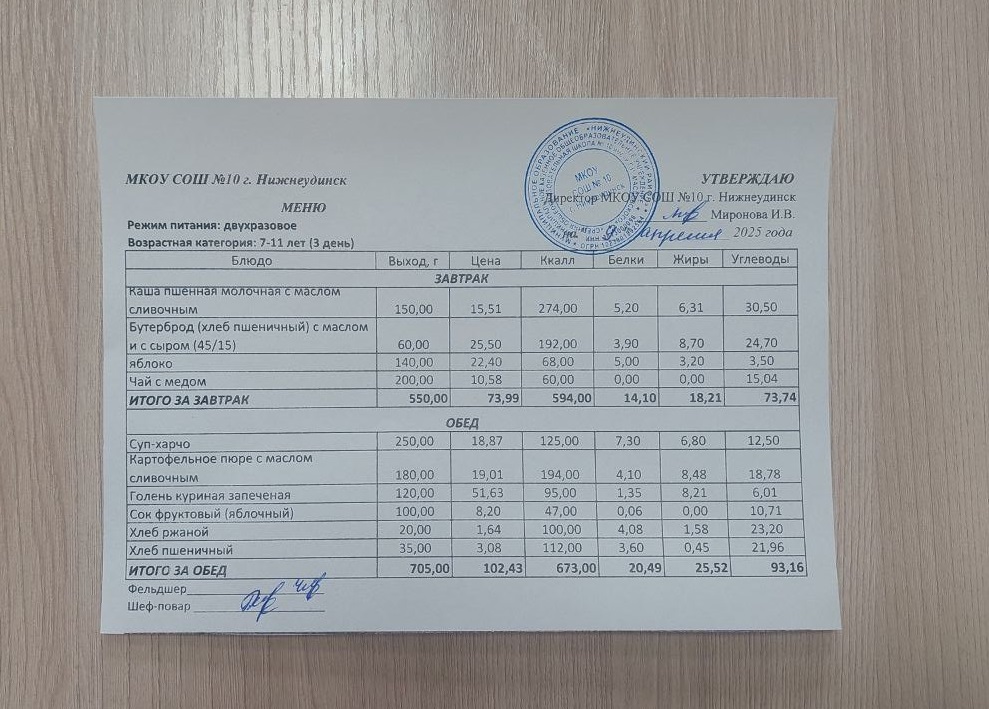 МКОУ СОШ №10 г. Нижнеудинск
УТВЕРЖДАЮ
Директор МКОУ СОШ №10 г. Нижнеудинск
МЕНЮ
Миронова И.В.
Режим питания: двухразовое
на 9 апреля 2025 года
Возрастная категория: 7-11 лет (3 день)
МКОУ
СОШ № 10
Блюдо Выход, г Цена Ккалл Белки Жиры Углеводы
ЗАВТРАК
Каша пшенная молочная с маслом
сливочным 150,00 15,51 274,00 5,20 6,31 30,50
Бутерброд (хлеб пшеничный) с маслом
и с сыром (45/15) 60,00 25,50 192,00 3,90 8,70 24,70
яблоко 140,00 22,40 68,00 5,00 3,20 3,50
Чай с медом 200,00 10,58 60,00 0,00 0,00 15,04
ИТОГО ЗА ЗАВТРАК 550,00 73,99 594,00 14,10 18,21 73,74
ОБЕД
Суп-харчо 250,00 18,87 125,00 7,30 6,80 12,50
Картофельное пюре с маслом
сливочным 180,00 19,01 194,00 4,10 8,48 18,78
Голень куриная запеченая 120,00 51,63 95,00 1,35 8,21 6,01
Сок фруктовый (яблочный) 100,00 8,20 47,00 0,06 0,00 10,71
Хлеб ржаной 20,00 1,64 100,00 4,08 1,58 23,20
Хлеб пшеничный 35,00 3,08 112,00 3,60 0,45 21,96
ИТОГО ЗА ОБЕД 705,00 102,43 673,00 20,49 25,52 93,16
Фельдшер
Шеф-повар